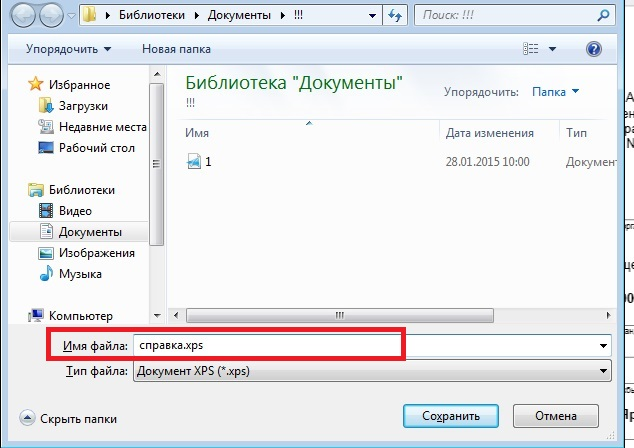 Библиотеки ▸ Документы ▸ !!! Поиск: !!!
Упорядочить Новая папка
Избранное
Загрузки
Недавние места
Рабочий стол
Библиотеки
Видео
Документы
Изображения
Музыка
Компьютер
Библиотека "Документы"
!!!
Упорядочить: Папка
Имя Дата изменения Тип
1 28.01.2015 10:00 Докумен
Имя файла: справка.xps
Тип файла: Документ XPS (*.xps)
Скрыть папки Сохранить Отмена